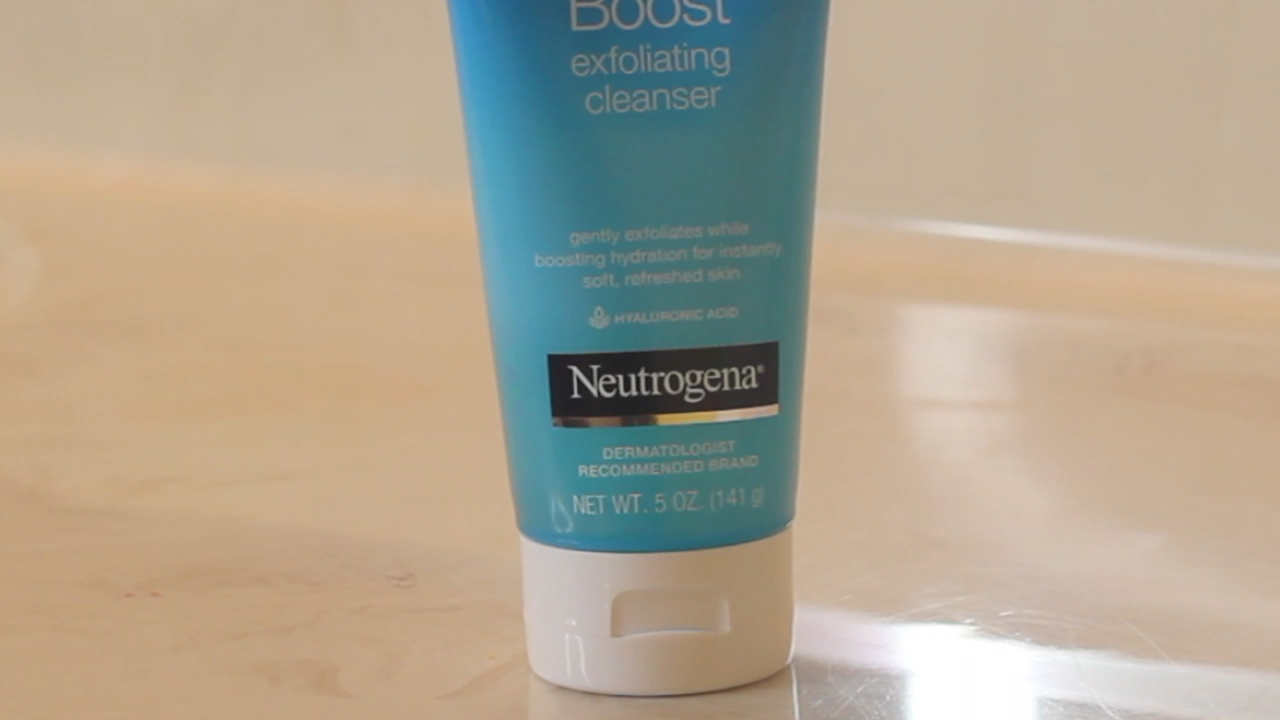 Boost
exfoliating
cleanser
gently exfoliates while
boosting hydration for instantly
soft, refreshed skin
HYALURONIC ACID
Neutrogena®
DERMATOLOGIST
RECOMMENDED BRAND
NET WT. 5 OZ. (141 g)